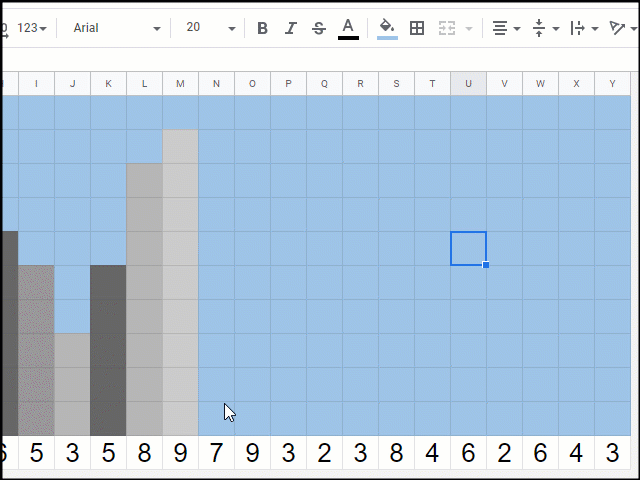 123 Arial 20 B I S A
I J K L M N O P Q R S T U V W X Y
5 3 5 8 9 7 9 3 2 3 8 4 6 2 6 4 3